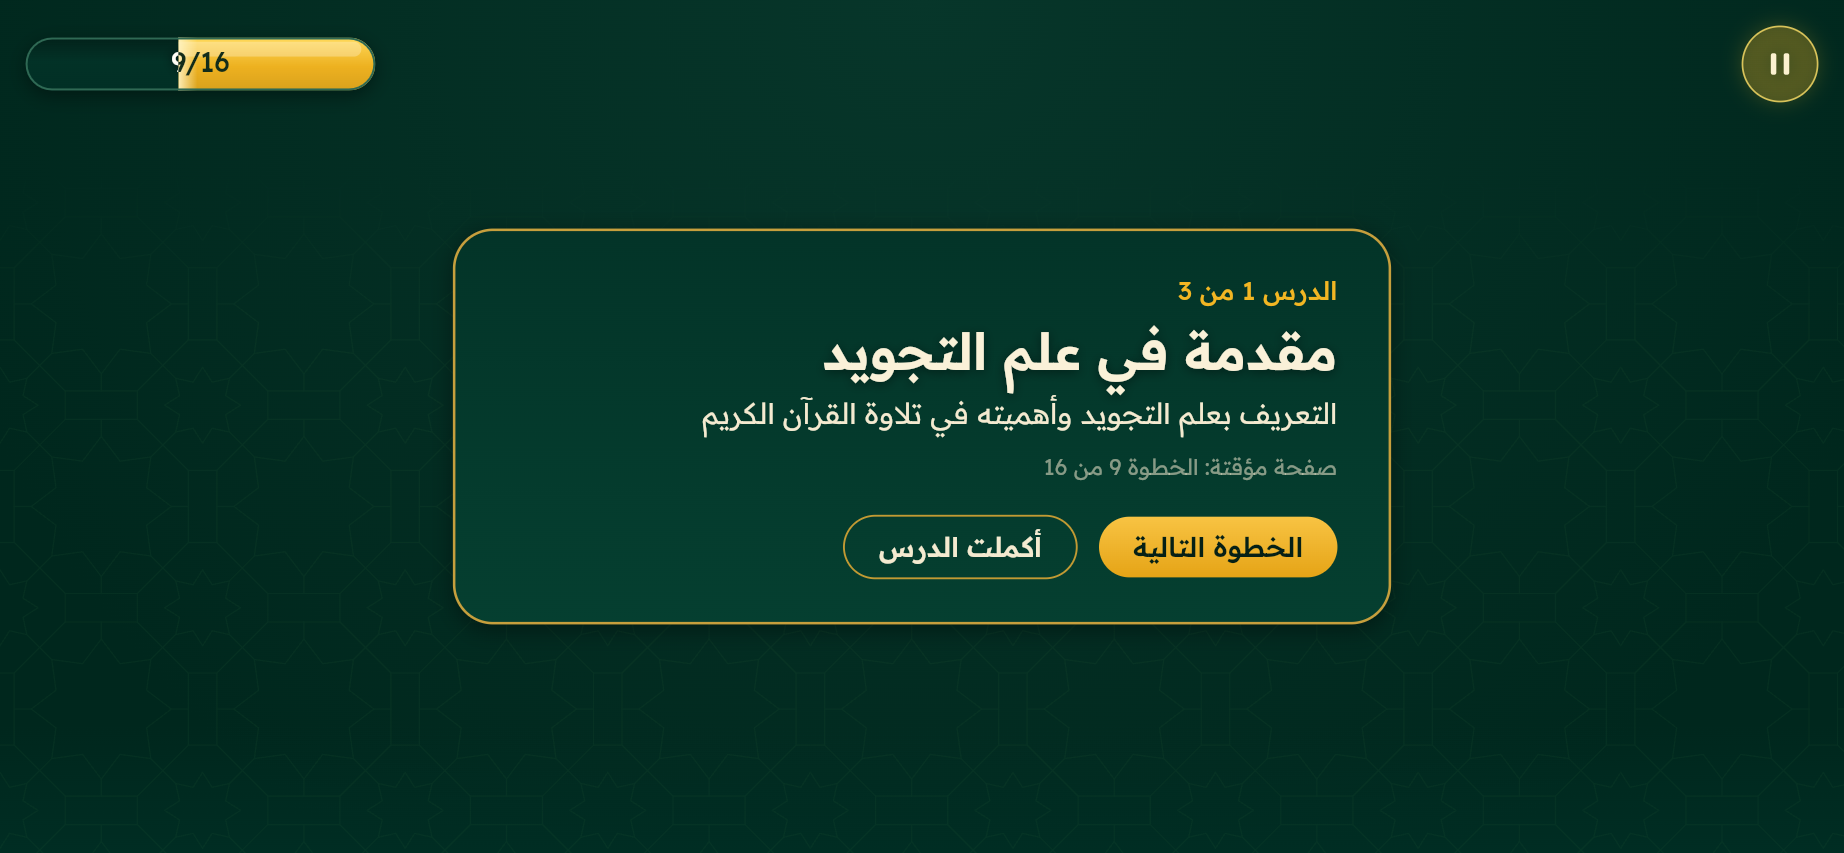 9/16
الدرس 1 من 3
مقدمة في علم التجويد
التعريف بعلم التجويد وأهميته في تلاوة القرآن الكريم
صفحة مؤقتة: الخطوة 9 من 16
الخطوة التالية
أكملت الدرس